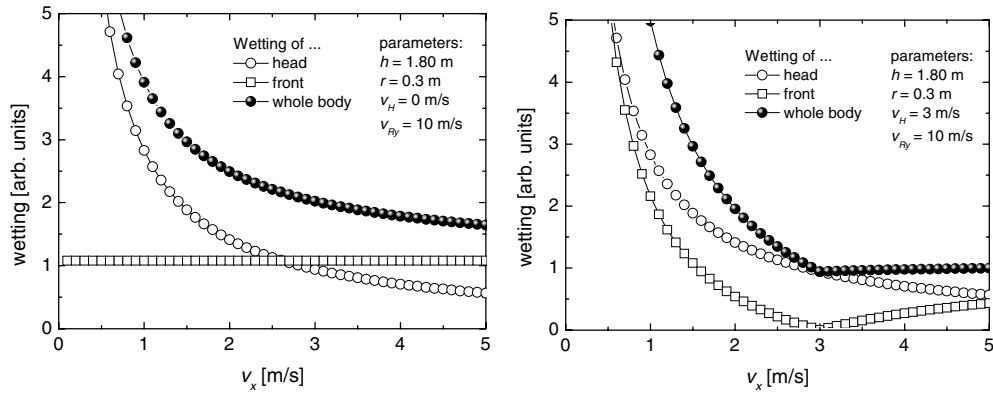 5
4
3
2
1
0
wetting [arb. units]
Wetting of ...
head
front
whole body
parameters:
h = 1.80 m
r = 0.3 m
v_H = 0 m/s
v_Ry = 10 m/s
0 1 2 3 4 5
v_x [m/s]
5
4
3
2
1
0
wetting [arb. units]
Wetting of ...
head
front
whole body
parameters:
h = 1.80 m
r = 0.3 m
v_H = 3 m/s
v_Ry = 10 m/s
0 1 2 3 4 5
v_x [m/s]